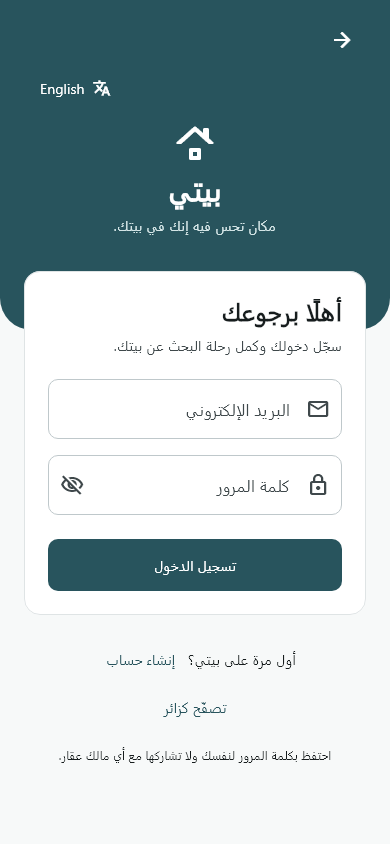 English
بيتي
مكان تحس فيه إنك في بيتك.
أهلًا برجوعك
سجّل دخولك وكمل رحلة البحث عن بيتك.
البريد الإلكتروني
كلمة المرور
تسجيل الدخول
أول مرة على بيتي؟ إنشاء حساب
تصفّح كزائر
احتفظ بكلمة المرور لنفسك ولا تشاركها مع أي مالك عقار.